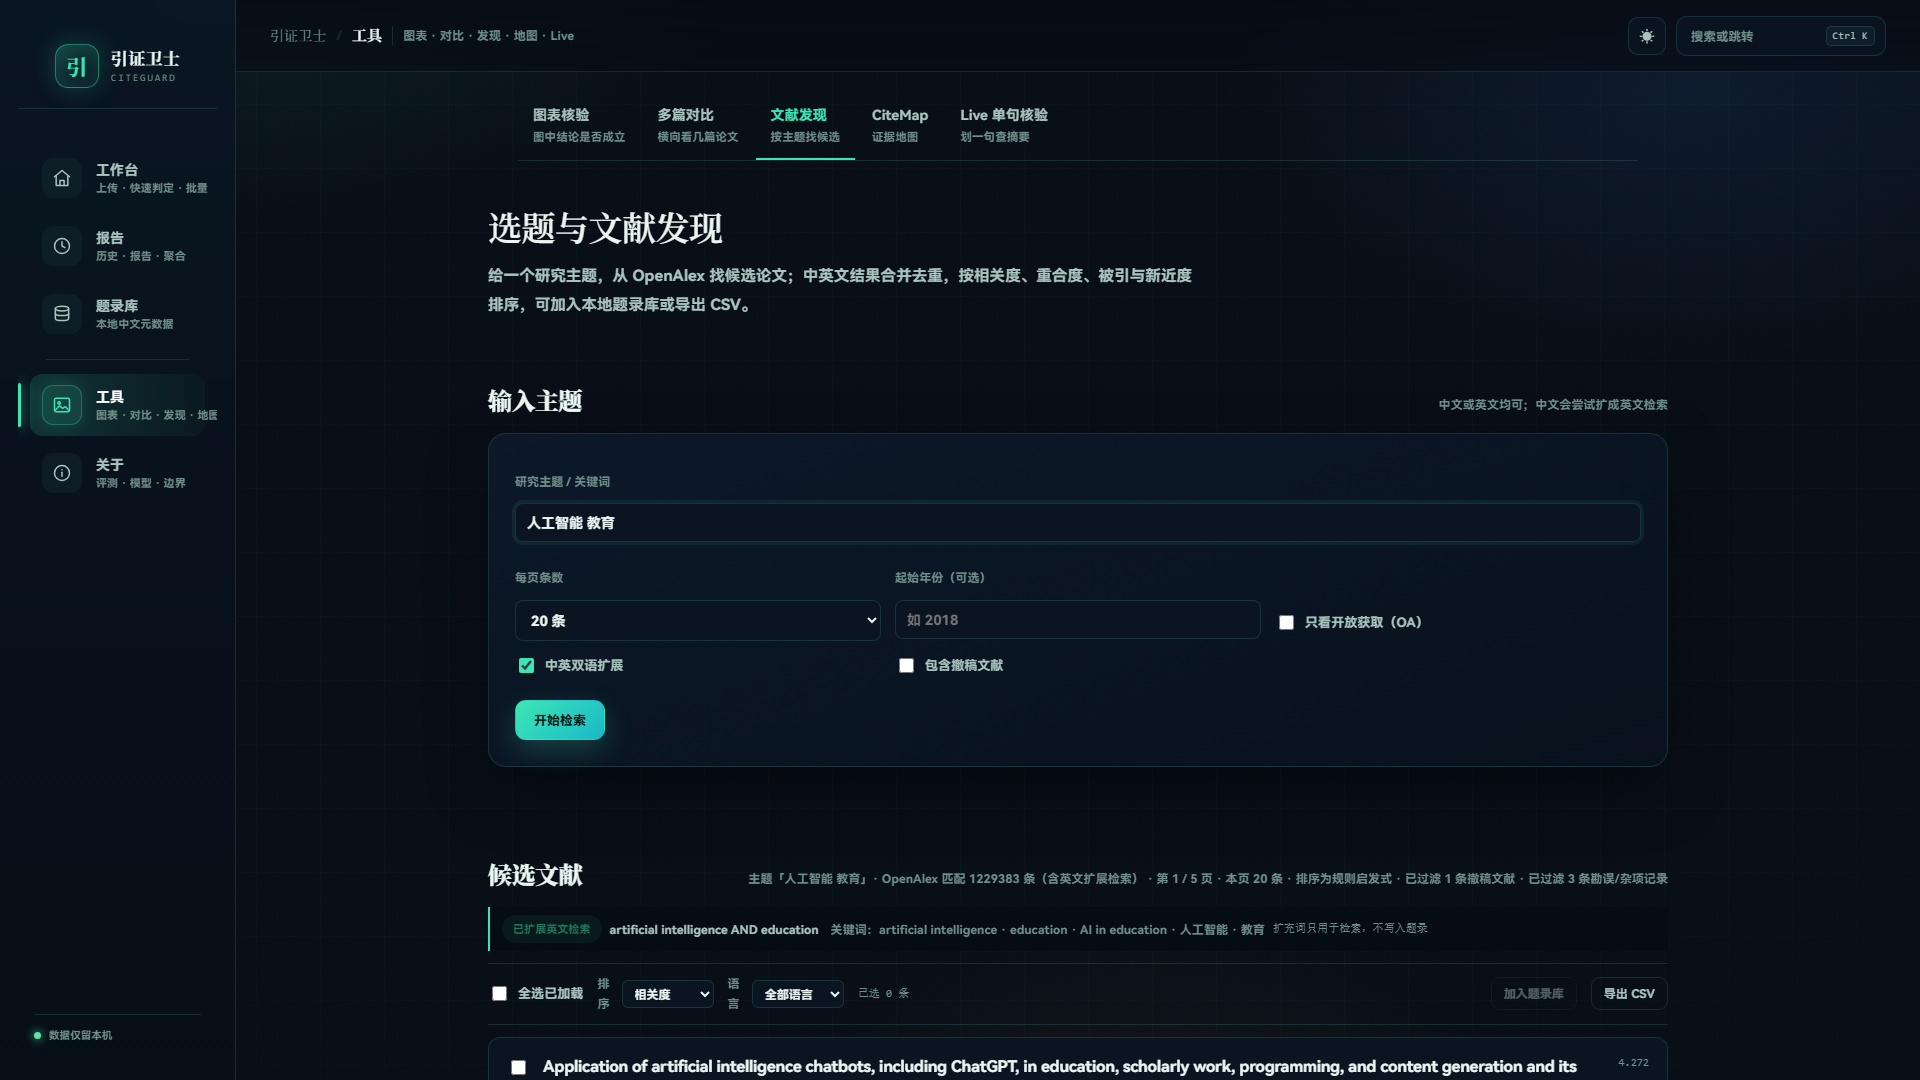 引
引证卫士
CITEGUARD
工作台
上传 · 快速判定 · 批量
报告
历史 · 报告 · 聚合
题录库
本地中文元数据
工具
图表 · 对比 · 发现 · 地图
关于
评测 · 模型 · 边界
数据仅留本机
引证卫士 / 工具 图表 · 对比 · 发现 · 地图 · Live
搜索或跳转 Ctrl K
图表核验
图中结论是否成立
多篇对比
横向看几篇论文
文献发现
按主题找候选
CiteMap
证据地图
Live 单句核验
划一句查摘要
选题与文献发现
给一个研究主题，从 OpenAlex 找候选论文；中英文结果合并去重，按相关度、重合度、被引与新近度
排序，可加入本地题录库或导出 CSV。
输入主题
中文或英文均可；中文会尝试扩成英文检索
研究主题 / 关键词
人工智能 教育
每页条数
20 条
起始年份（可选）
如 2018
只看开放获取（OA）
中英双语扩展
包含撤稿文献
开始检索
候选文献
主题「人工智能 教育」 · OpenAlex 匹配 1229383 条（含英文扩展检索） · 第 1 / 5 页 · 本页 20 条 · 排序为规则启发式 · 已过滤 1 条撤稿文献 · 已过滤 3 条勘误/杂项记录
已扩展英文检索 artificial intelligence AND education 关键词：artificial intelligence · education · AI in education · 人工智能 · 教育 扩充词只用于检索，不写入题录
全选已加载 排序 相关度 语言 全部语言 已选 0 条 加入题录库 导出 CSV
Application of artificial intelligence chatbots, including ChatGPT, in education, scholarly work, programming, and content generation and its 4.272